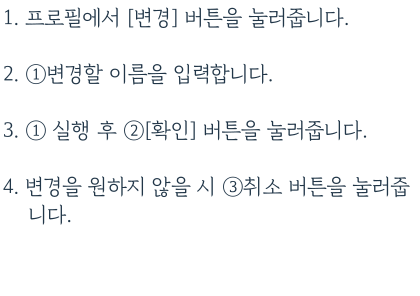 1. 프로필에서 [변경] 버튼을 눌러줍니다.
2. ①변경할 이름을 입력합니다.
3. ① 실행 후 ②[확인] 버튼을 눌러줍니다.
4. 변경을 원하지 않을 시 ③취소 버튼을 눌러줍
니다.